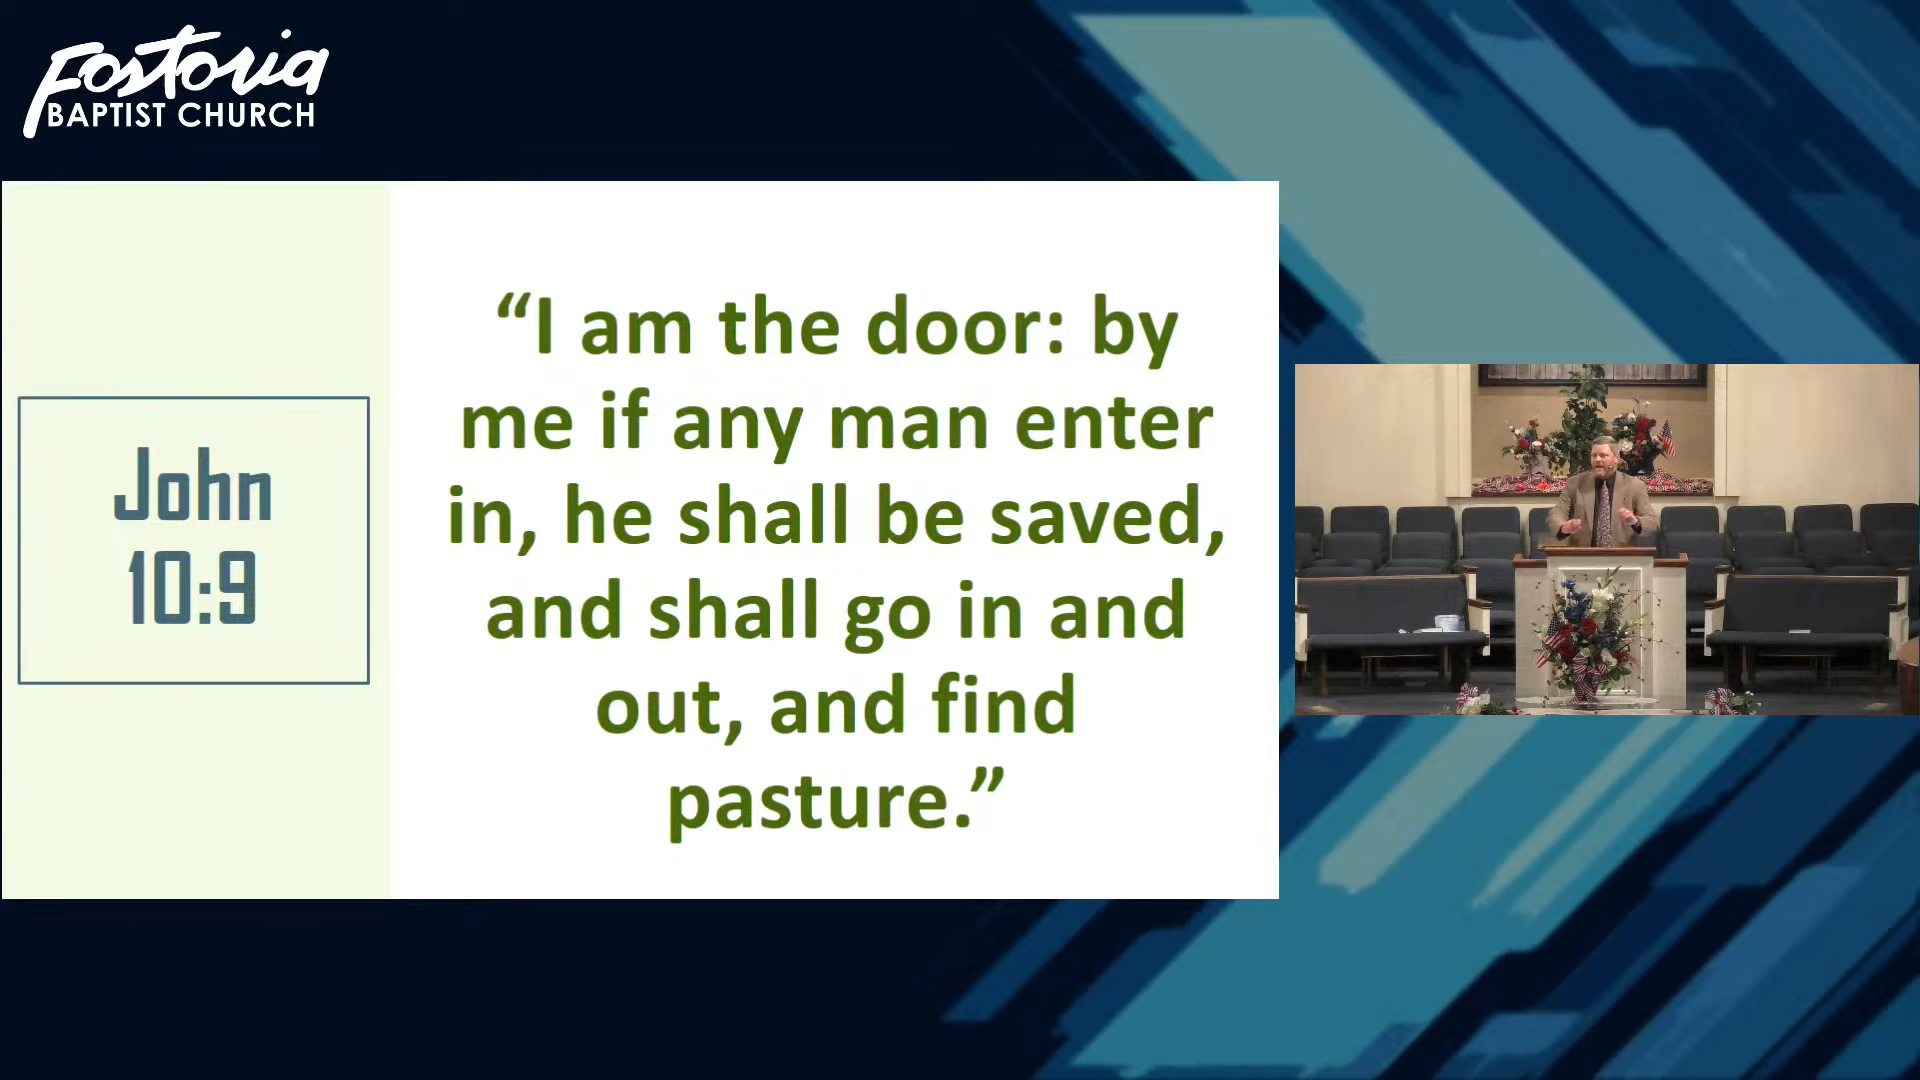 Fostoria
BAPTIST CHURCH
John
10:9
“I am the door: by
me if any man enter
in, he shall be saved,
and shall go in and
out, and find
pasture.”